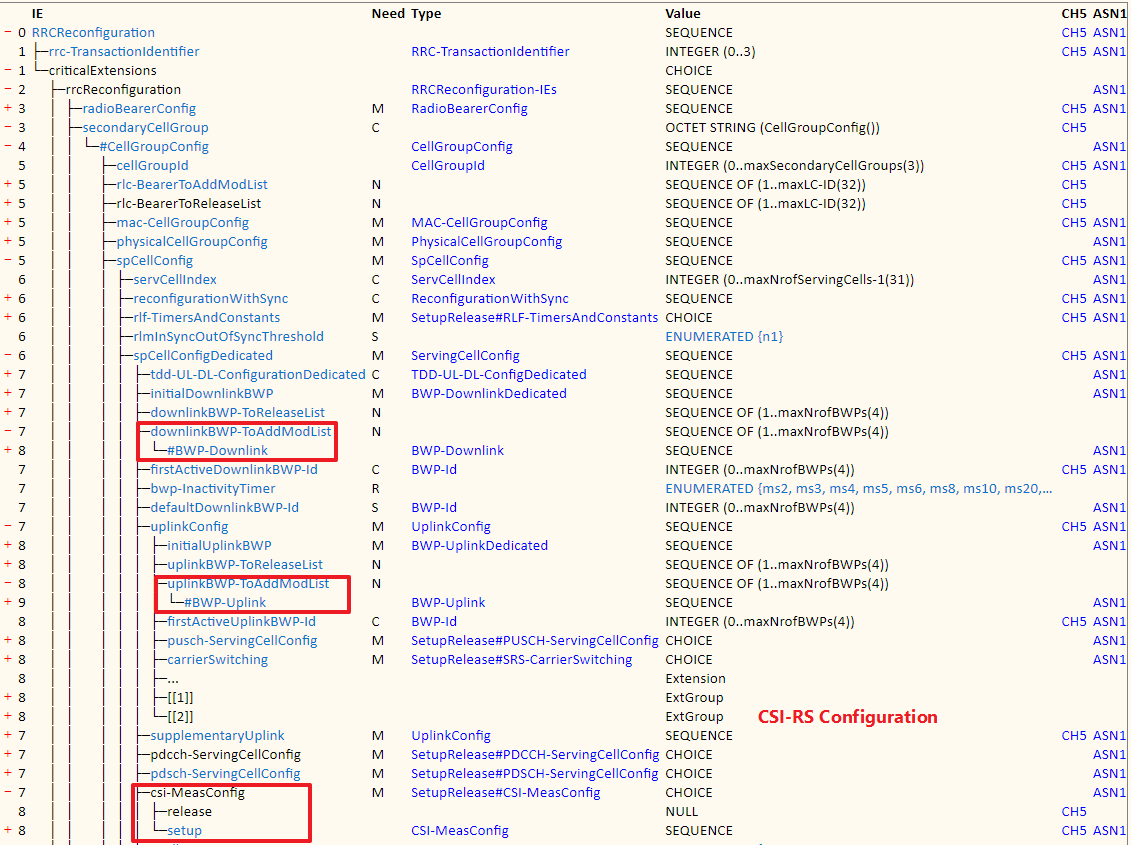 IE Need Type Value CH5 ASN1
− 0 RRCReconfiguration SEQUENCE CH5 ASN1
1 rrc-TransactionIdentifier RRC-TransactionIdentifier INTEGER (0..3) CH5 ASN1
− 1 criticalExtensions CHOICE
− 2 rrcReconfiguration RRCReconfiguration-IEs SEQUENCE ASN1
+ 3 radioBearerConfig M RadioBearerConfig SEQUENCE CH5 ASN1
− 3 secondaryCellGroup C OCTET STRING (CellGroupConfig()) CH5
− 4 #CellGroupConfig CellGroupConfig SEQUENCE ASN1
5 cellGroupId CellGroupId INTEGER (0..maxSecondaryCellGroups(3)) CH5 ASN1
+ 5 rlc-BearerToAddModList N SEQUENCE OF (1..maxLC-ID(32)) CH5
+ 5 rlc-BearerToReleaseList N SEQUENCE OF (1..maxLC-ID(32)) CH5
+ 5 mac-CellGroupConfig M MAC-CellGroupConfig SEQUENCE CH5 ASN1
+ 5 physicalCellGroupConfig M PhysicalCellGroupConfig SEQUENCE ASN1
− 5 spCellConfig M SpCellConfig SEQUENCE CH5 ASN1
6 servCellIndex C ServCellIndex INTEGER (0..maxNrofServingCells-1(31)) ASN1
+ 6 reconfigurationWithSync C ReconfigurationWithSync SEQUENCE CH5 ASN1
+ 6 rlf-TimersAndConstants M SetupRelease#RLF-TimersAndConstants CHOICE CH5 ASN1
6 rlmInSyncOutOfSyncThreshold S ENUMERATED {n1}
− 6 spCellConfigDedicated M ServingCellConfig SEQUENCE CH5 ASN1
+ 7 tdd-UL-DL-ConfigurationDedicated C TDD-UL-DL-ConfigDedicated SEQUENCE ASN1
+ 7 initialDownlinkBWP M BWP-DownlinkDedicated SEQUENCE ASN1
+ 7 downlinkBWP-ToReleaseList N SEQUENCE OF (1..maxNrofBWPs(4))
− 7 downlinkBWP-ToAddModList N SEQUENCE OF (1..maxNrofBWPs(4))
+ 8 #BWP-Downlink BWP-Downlink SEQUENCE ASN1
7 firstActiveDownlinkBWP-Id C BWP-Id INTEGER (0..maxNrofBWPs(4)) CH5 ASN1
7 bwp-InactivityTimer R ENUMERATED {ms2, ms3, ms4, ms5, ms6, ms8, ms10, ms20,...
7 defaultDownlinkBWP-Id S BWP-Id INTEGER (0..maxNrofBWPs(4)) ASN1
− 7 uplinkConfig M UplinkConfig SEQUENCE CH5 ASN1
+ 8 initialUplinkBWP M BWP-UplinkDedicated SEQUENCE ASN1
+ 8 uplinkBWP-ToReleaseList N SEQUENCE OF (1..maxNrofBWPs(4))
− 8 uplinkBWP-ToAddModList N SEQUENCE OF (1..maxNrofBWPs(4))
+ 9 #BWP-Uplink BWP-Uplink SEQUENCE ASN1
8 firstActiveUplinkBWP-Id C BWP-Id INTEGER (0..maxNrofBWPs(4)) CH5 ASN1
+ 8 pusch-ServingCellConfig M SetupRelease#PUSCH-ServingCellConfig CHOICE ASN1
+ 8 carrierSwitching M SetupRelease#SRS-CarrierSwitching CHOICE ASN1
8 ... Extension
+ 8 [[1]] ExtGroup
+ 8 [[2]] ExtGroup CSI-RS Configuration
+ 7 supplementaryUplink M UplinkConfig SEQUENCE CH5 ASN1
+ 7 pdcch-ServingCellConfig M SetupRelease#PDCCH-ServingCellConfig CHOICE ASN1
+ 7 pdsch-ServingCellConfig M SetupRelease#PDSCH-ServingCellConfig CHOICE ASN1
− 7 csi-MeasConfig M SetupRelease#CSI-MeasConfig CHOICE ASN1
8 release NULL CH5
+ 8 setup CSI-MeasConfig SEQUENCE CH5 ASN1